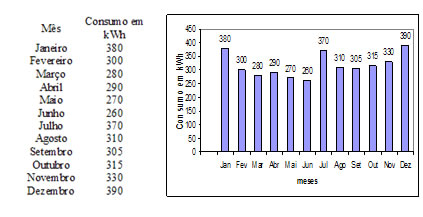 Mês Consumo em kWh
Janeiro 380
Fevereiro 300
Março 280
Abril 290
Maio 270
Junho 260
Julho 370
Agosto 310
Setembro 305
Outubro 315
Novembro 330
Dezembro 390
Consumo em kWh
450
400
350
300
250
200
150
100
50
0
380 300 280 290 270 260 370 310 305 315 330 390
Jan Fev Mar Abr Mai Jun Jul Ago Set Out Nov Dez
meses